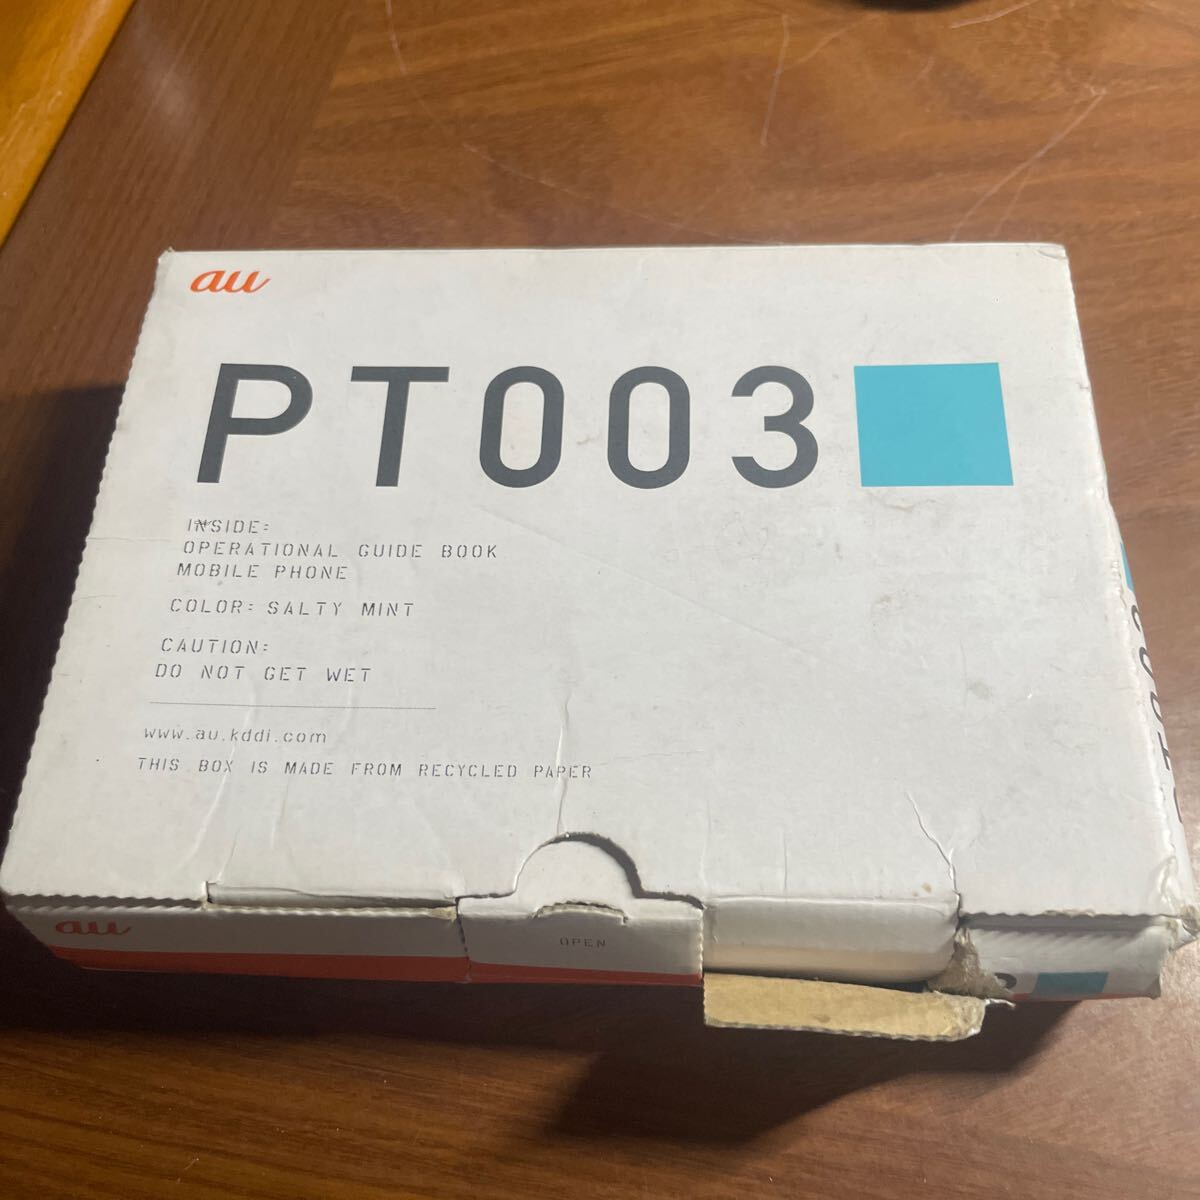 au
PT003
INSIDE:
OPERATIONAL GUIDE BOOK
MOBILE PHONE
COLOR: SALTY MINT
CAUTION:
DO NOT GET WET
www.au.kddi.com
THIS BOX IS MADE FROM RECYCLED PAPER
au
OPEN